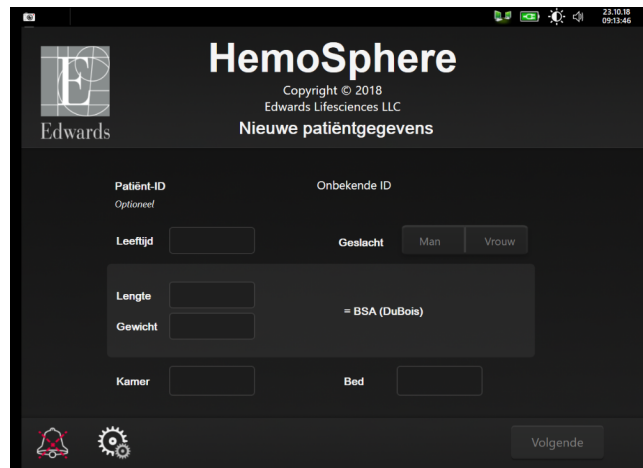 23.10.18
09:13:46
HemoSphere
Copyright © 2018
Edwards Lifesciences LLC
Edwards
Nieuwe patiëntgegevens
Patiënt-ID
Onbekende ID
Optioneel
Leeftijd
Geslacht
Man
Vrouw
Lengte
= BSA (DuBois)
Gewicht
Kamer
Bed
Volgende